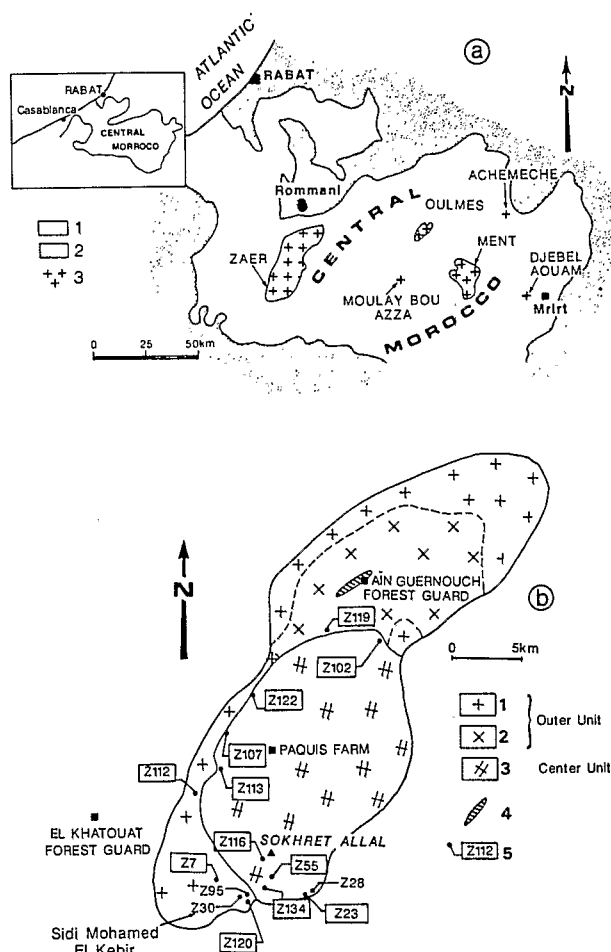 a
ATLANTIC
OCEAN
RABAT
RABAT
Casablanca
CENTRAL
MORROCO
N
ACHEMECHE
Rommani
OULMES
CENTRAL
MOROCCO
ZAER
MENT
DJEBEL
AOUAM
MOULAY BOU
AZZA
Mrirt
1
2
3
0 25 50km
b
N
AÏN GUERNOUCH
FOREST GUARD
Z119
Z102
0 5km
Z122
1
2
Outer Unit
3 Center Unit
4
Z112 5
Z107
PAQUIS FARM
Z112
Z113
EL KHATOUAT
FOREST GUARD
Z116
SOKHRET ALLAL
Z7
Z55
Z28
Z95
Z30
Z134
Z23
Sidi Mohamed
El Kebir
Z120